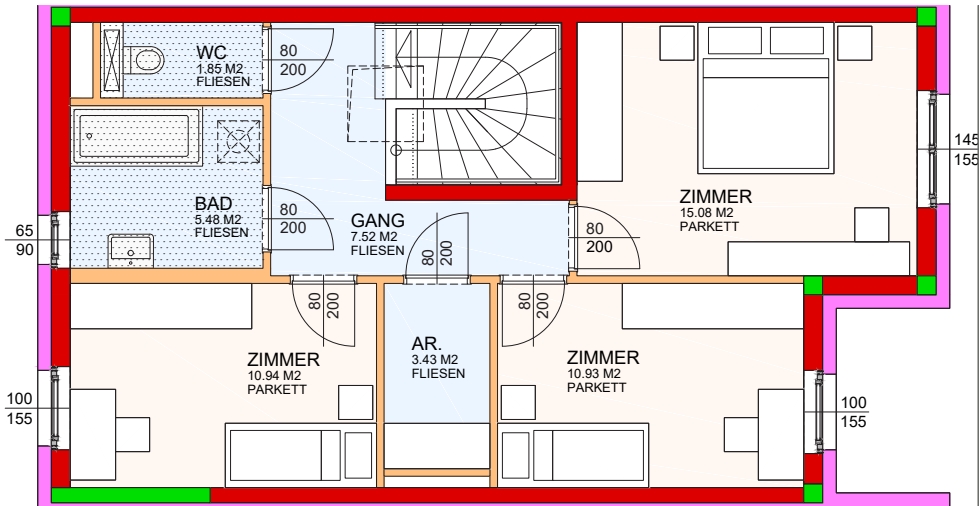 WC
1.85 M2
FLIESEN
80
200
145
155
ZIMMER
15.08 M2
PARKETT
BAD
5.48 M2
FLIESEN
80
200
GANG
7.52 M2
FLIESEN
80
200
80
200
65
90
80
200
80
200
ZIMMER
10.94 M2
PARKETT
AR.
3.43 M2
FLIESEN
ZIMMER
10.93 M2
PARKETT
100
155
100
155